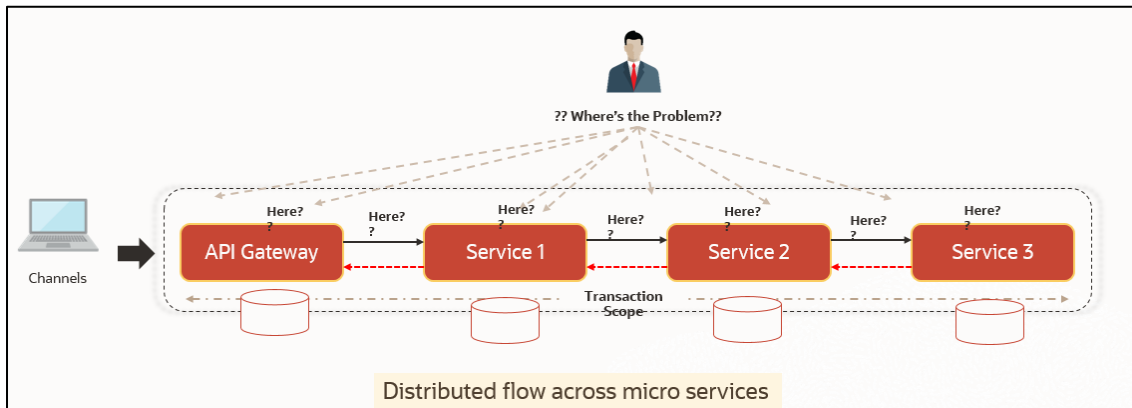 ?? Where's the Problem??
Here?
?
Here?
?
Here?
?
Here?
?
Here?
?
Here?
?
Here?
?
API Gateway
Service 1
Service 2
Service 3
Channels
Transaction
Scope
Distributed flow across micro services